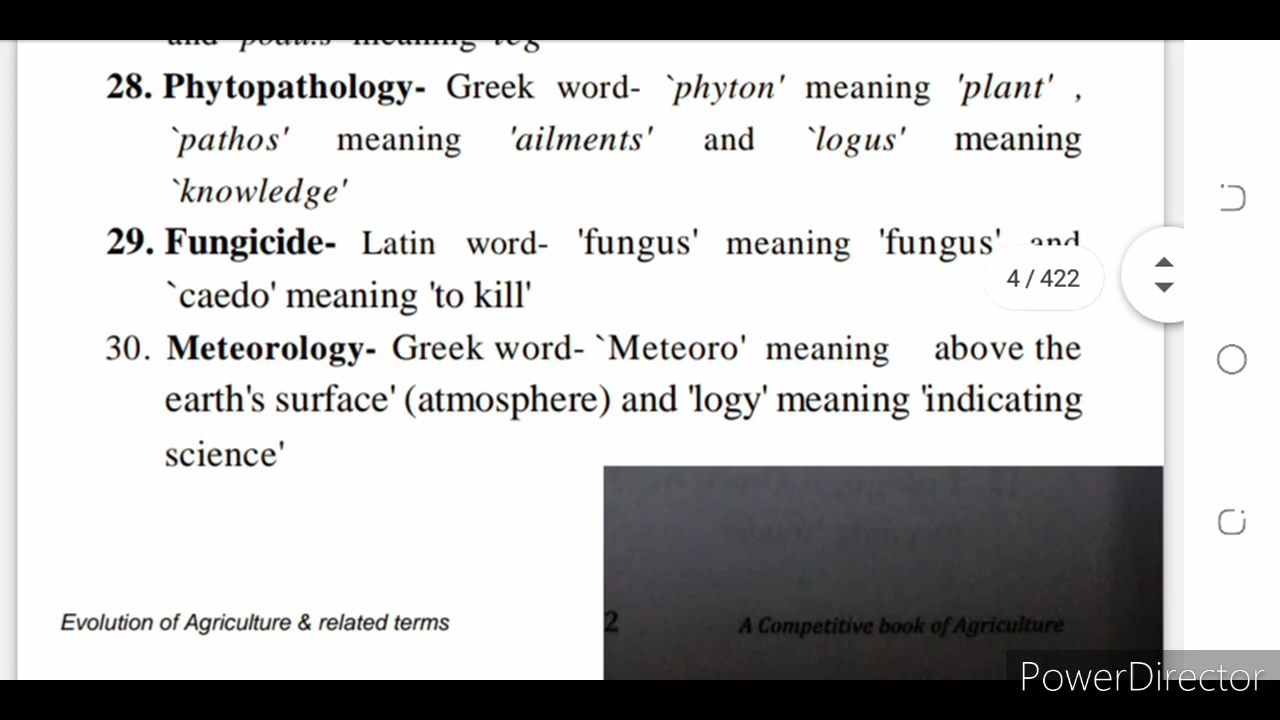 28. Phytopathology- Greek word- `phyton' meaning 'plant' ,
`pathos' meaning 'ailments' and `logus' meaning
`knowledge'
29. Fungicide- Latin word- 'fungus' meaning 'fungus' and
`caedo' meaning 'to kill'
4 / 422
30. Meteorology- Greek word- `Meteoro' meaning above the
earth's surface' (atmosphere) and 'logy' meaning 'indicating
science'
Evolution of Agriculture & related terms
2
A Competitive book of Agriculture
PowerDirector